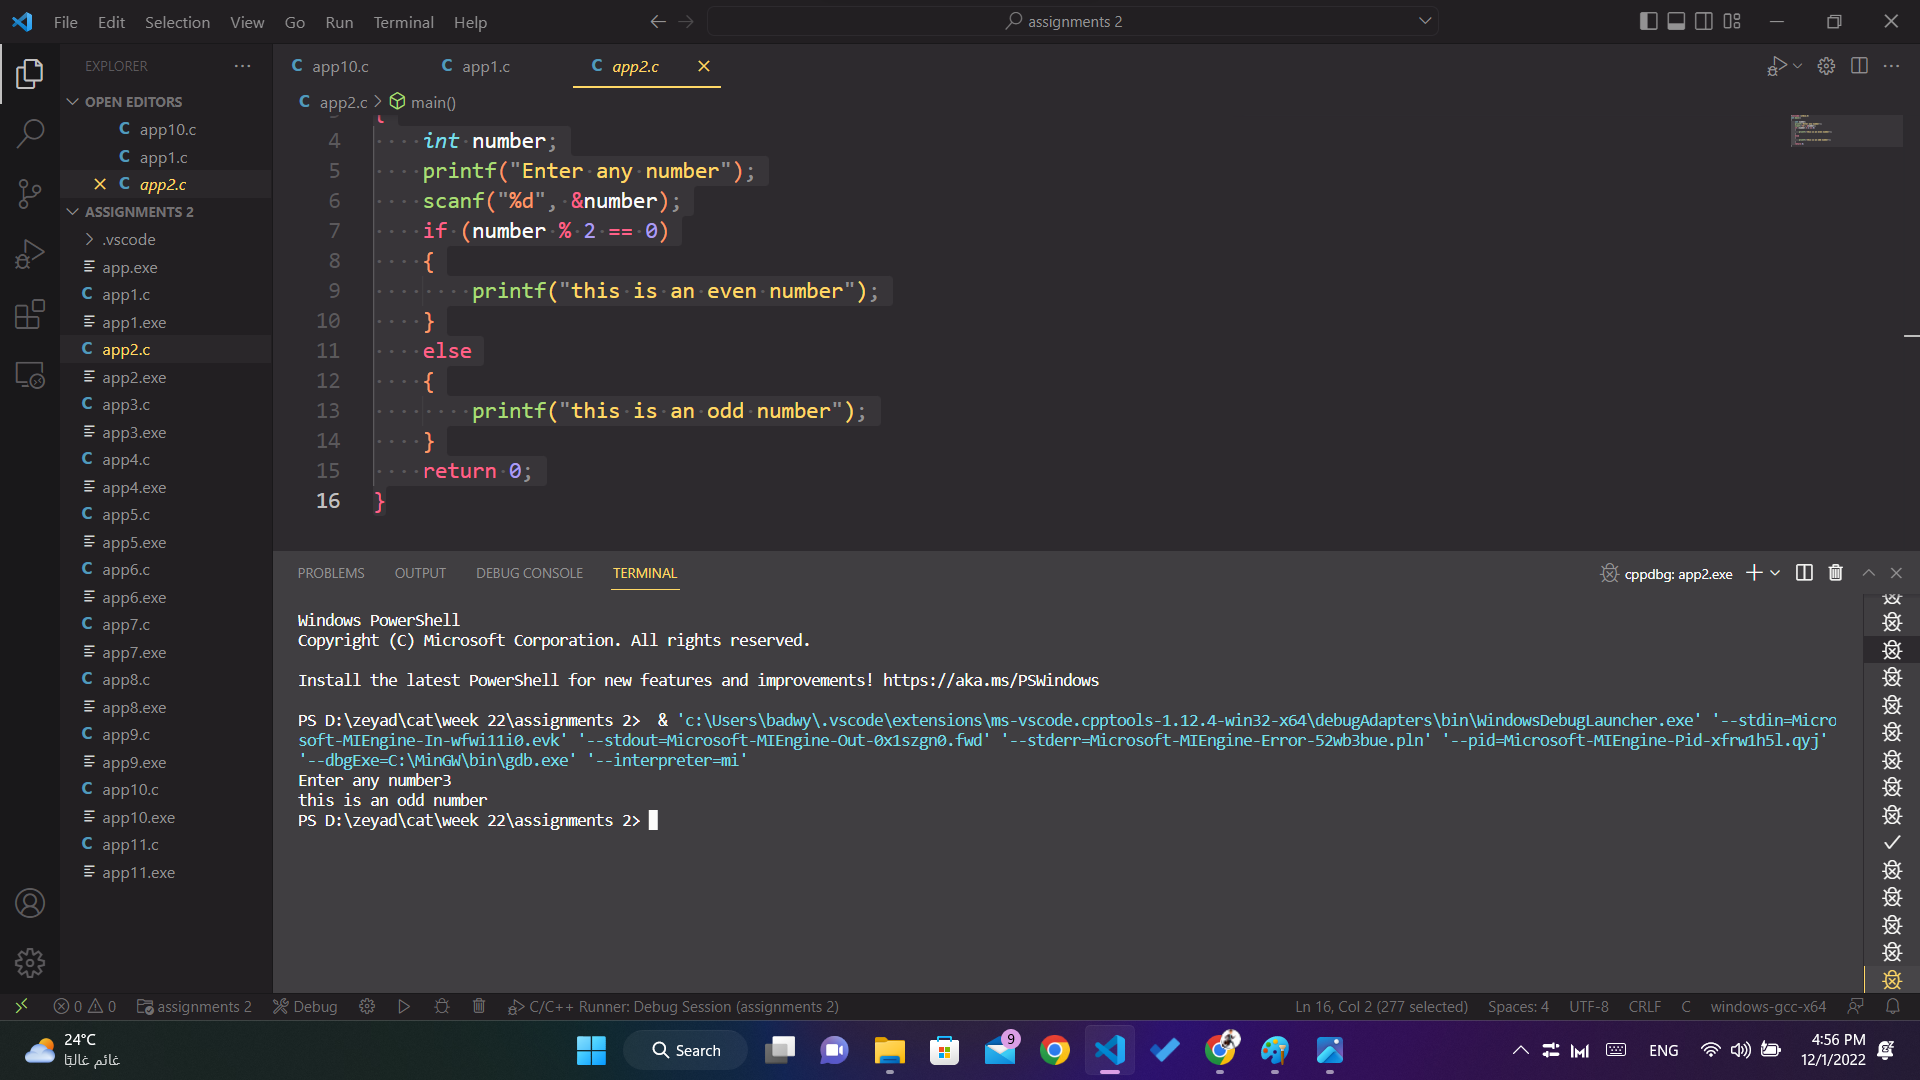 File Edit Selection View Go Run Terminal Help
assignments 2
EXPLORER
OPEN EDITORS
C app10.c
C app1.c
C app2.c
ASSIGNMENTS 2
.vscode
app.exe
C app1.c
app1.exe
C app2.c
app2.exe
C app3.c
app3.exe
C app4.c
app4.exe
C app5.c
app5.exe
C app6.c
app6.exe
C app7.c
app7.exe
C app8.c
app8.exe
C app9.c
app9.exe
C app10.c
app10.exe
C app11.c
app11.exe
C app10.c C app1.c C app2.c
C app2.c > main()
4 int number;
5 printf("Enter any number");
6 scanf("%d", &number);
7 if (number % 2 == 0)
8 {
9 printf("this is an even number");
10 }
11 else
12 {
13 printf("this is an odd number");
14 }
15 return 0;
16 }
PROBLEMS OUTPUT DEBUG CONSOLE TERMINAL
cppdbg: app2.exe
Windows PowerShell
Copyright (C) Microsoft Corporation. All rights reserved.
Install the latest PowerShell for new features and improvements! https://aka.ms/PSWindows
PS D:\zeyad\cat\week 22\assignments 2>  & 'c:\Users\badwy\.vscode\extensions\ms-vscode.cpptools-1.12.4-win32-x64\debugAdapters\bin\WindowsDebugLauncher.exe' '--stdin=Micro
soft-MIEngine-In-wfwi11i0.evk' '--stdout=Microsoft-MIEngine-Out-0x1szgn0.fwd' '--stderr=Microsoft-MIEngine-Error-52wb3bue.pln' '--pid=Microsoft-MIEngine-Pid-xfrw1h5l.qyj'
'--dbgExe=C:\MinGW\bin\gdb.exe' '--interpreter=mi'
Enter any number3
this is an odd number
PS D:\zeyad\cat\week 22\assignments 2>
0 0 assignments 2 Debug C/C++ Runner: Debug Session (assignments 2)
Ln 16, Col 2 (277 selected) Spaces: 4 UTF-8 CRLF C windows-gcc-x64
24°C
غائم غالبًا
Search
9
ENG
4:56 PM
12/1/2022